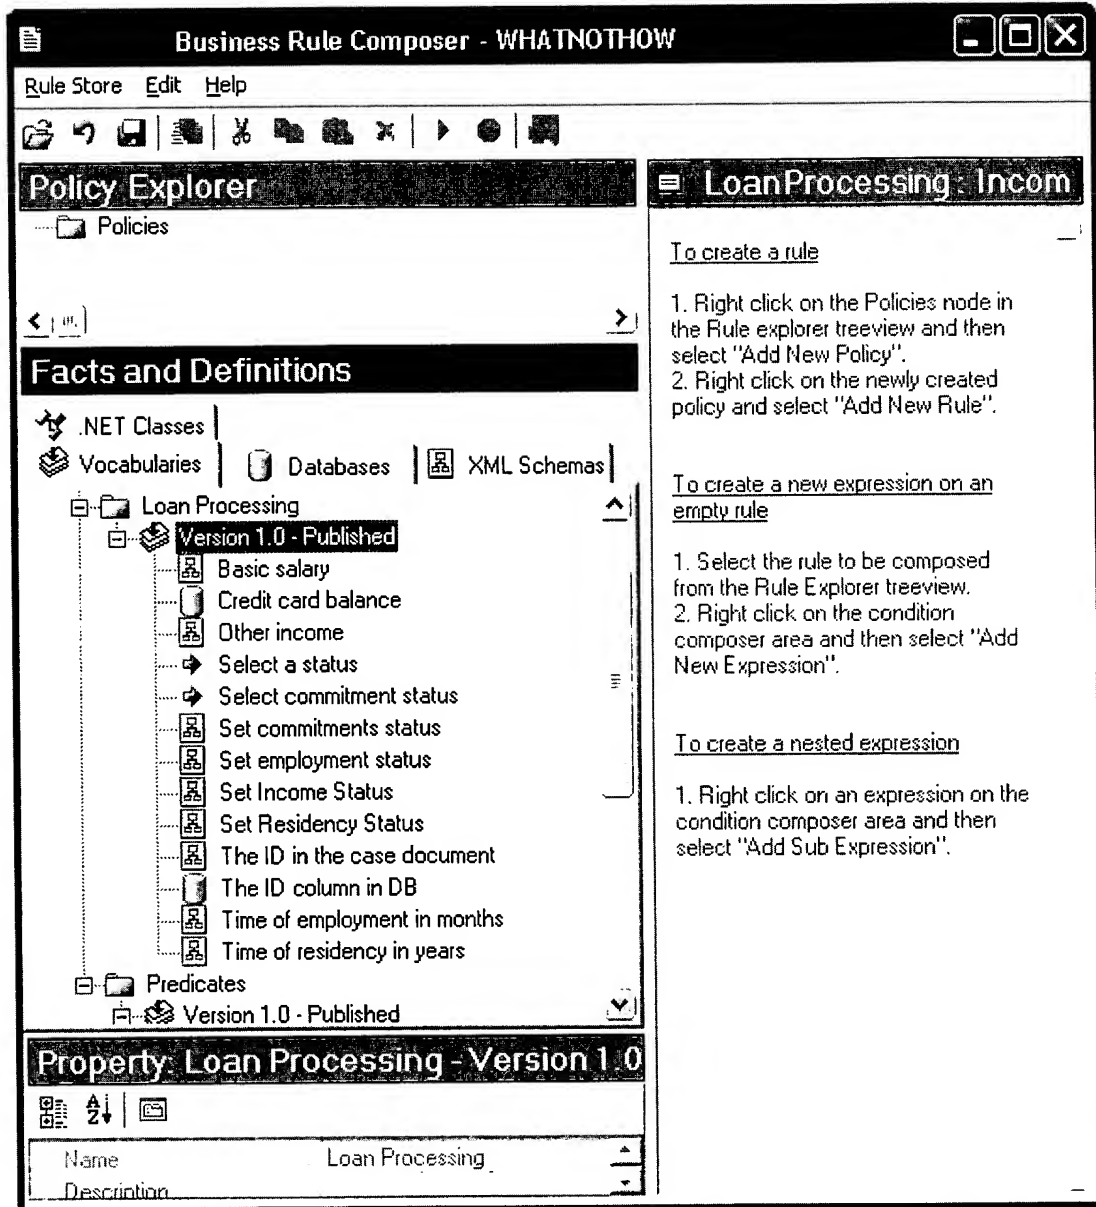 Business Rule Composer - WHATNOTHOW
Rule Store Edit Help
Policy Explorer
Policies
Facts and Definitions
.NET Classes
Vocabularies Databases XML Schemas
Loan Processing
Version 1.0 - Published
Basic salary
Credit card balance
Other income
Select a status
Select commitment status
Set commitments status
Set employment status
Set Income Status
Set Residency Status
The ID in the case document
The ID column in DB
Time of employment in months
Time of residency in years
Predicates
Version 1.0 - Published
Property: Loan Processing - Version 1.0
Name Loan Processing
Description
Loan Processing : Incom
To create a rule
1. Right click on the Policies node in
the Rule explorer treeview and then
select "Add New Policy".
2. Right click on the newly created
policy and select "Add New Rule".
To create a new expression on an
empty rule
1. Select the rule to be composed
from the Rule Explorer treeview.
2. Right click on the condition
composer area and then select "Add
New Expression".
To create a nested expression
1. Right click on an expression on the
condition composer area and then
select "Add Sub Expression".